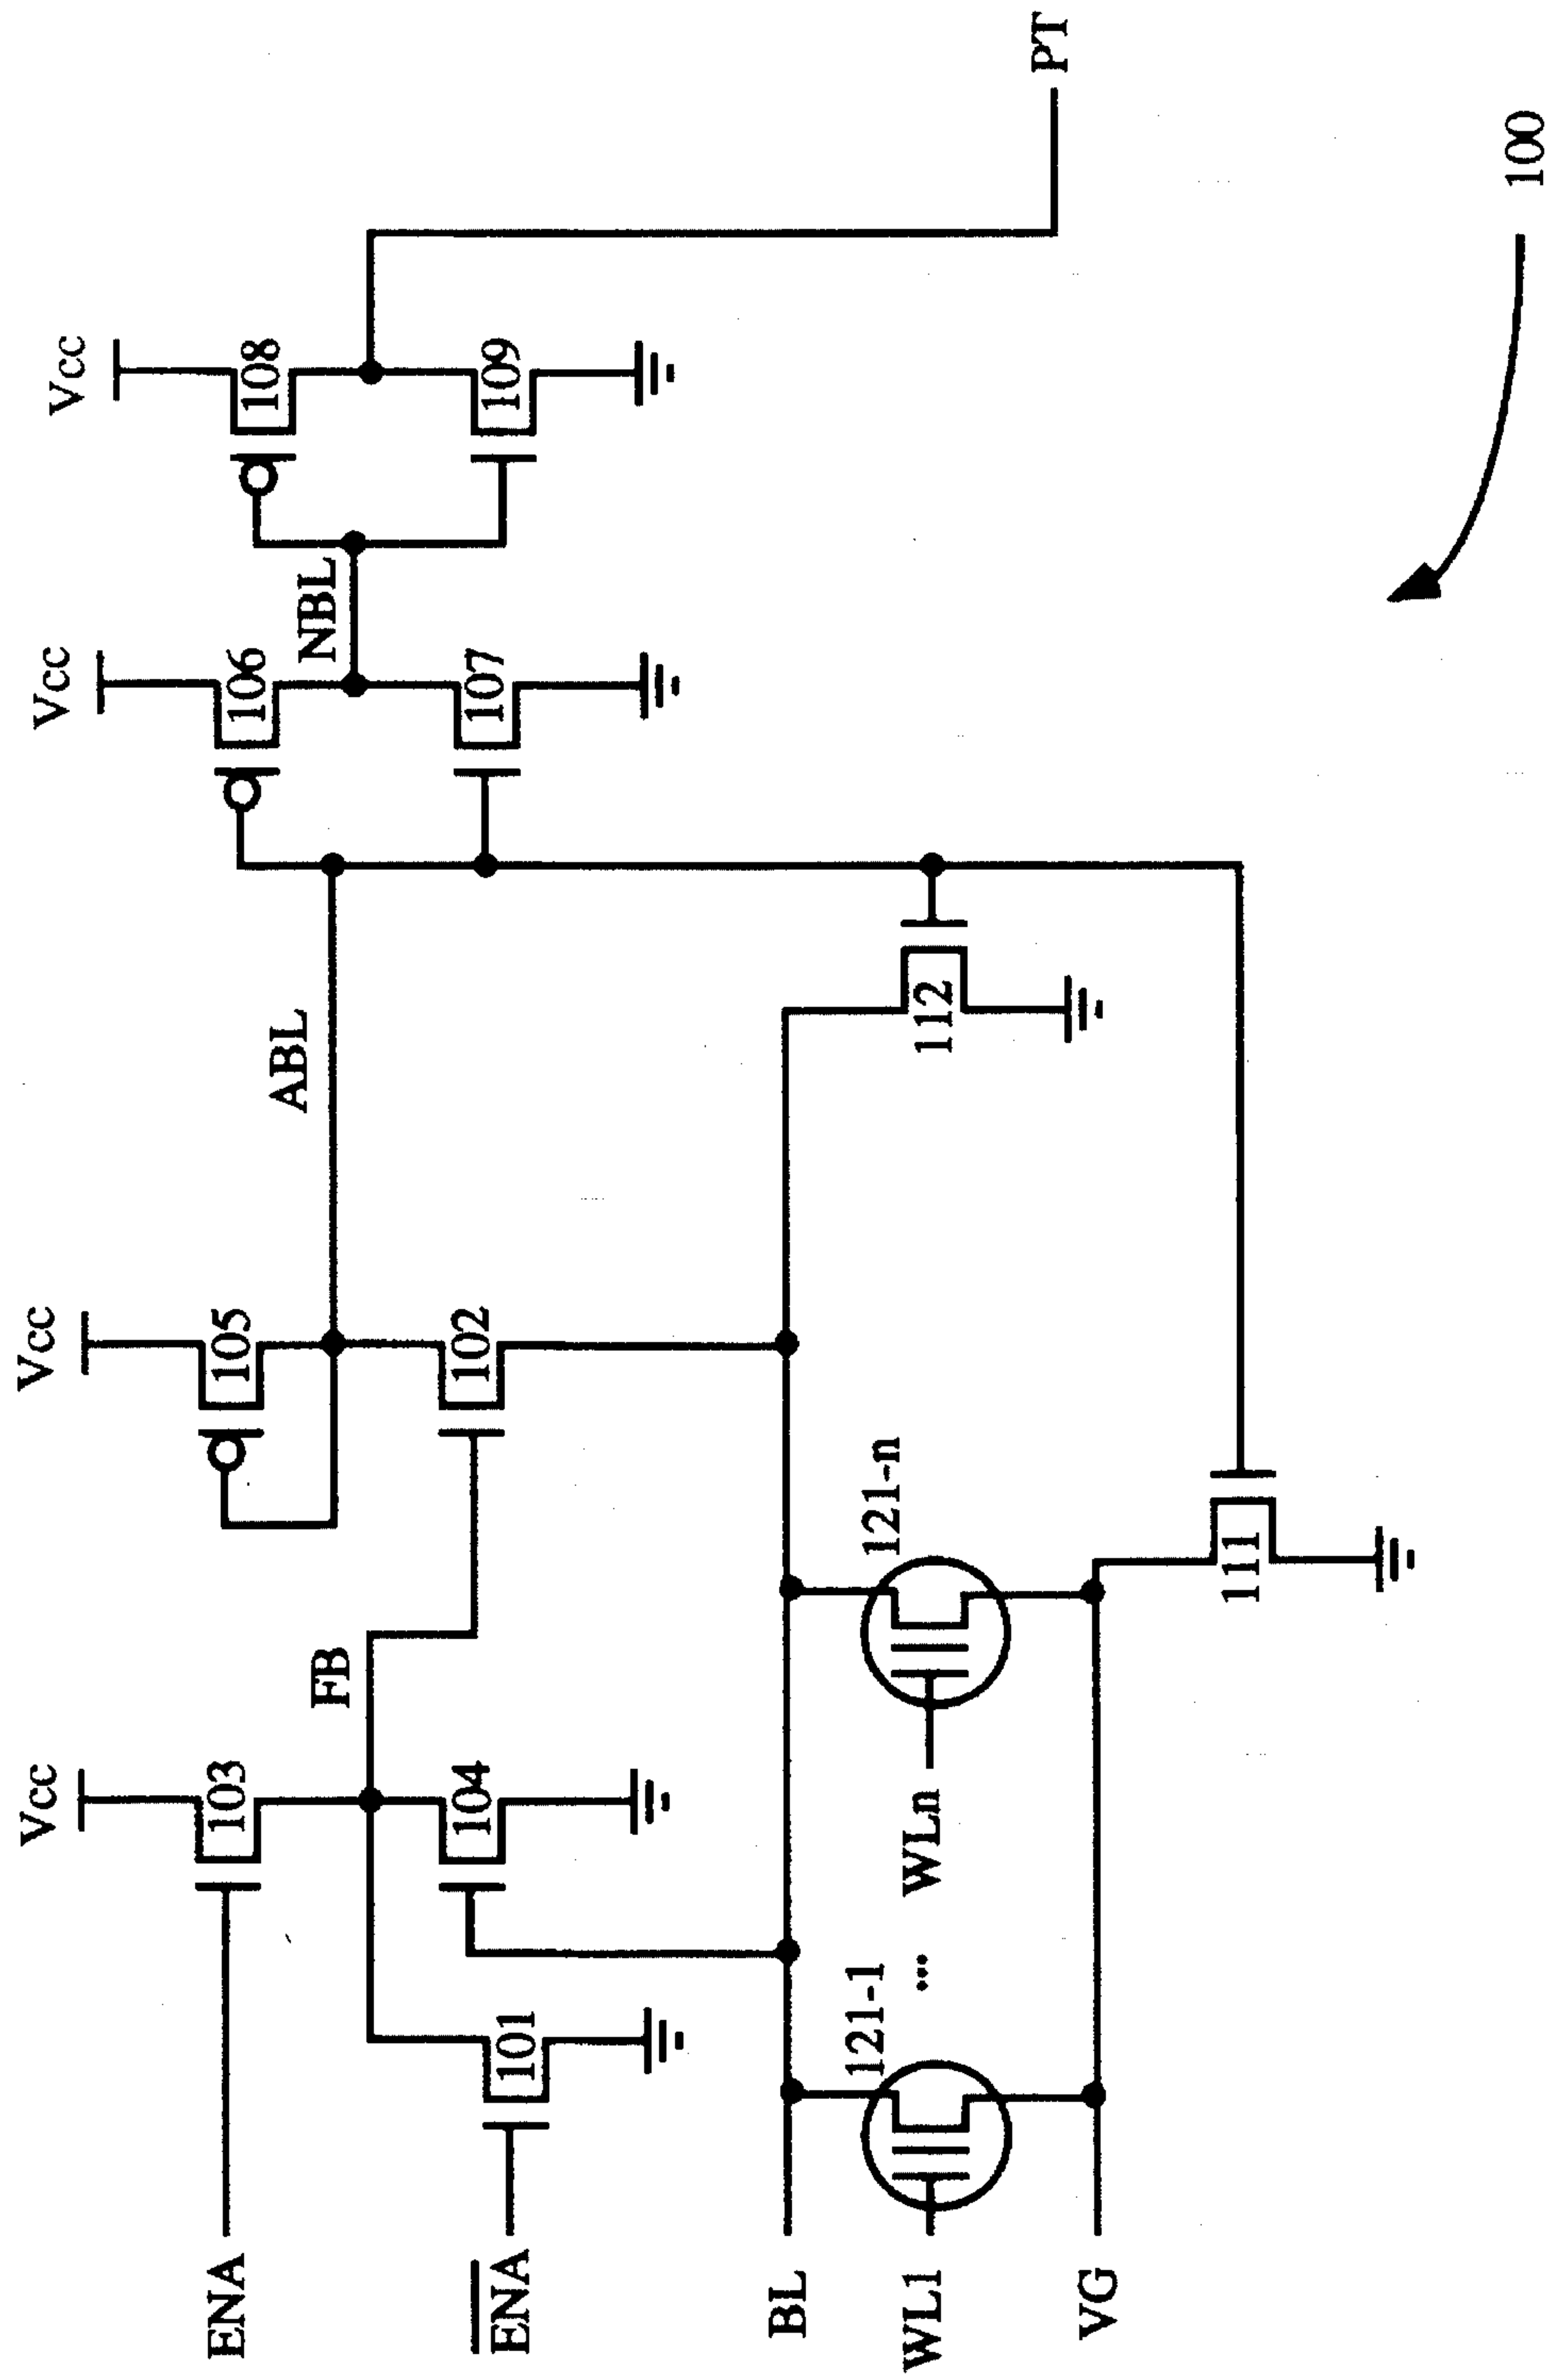 Vcc
Vcc
Vcc
Vcc
ENA
103
105
106
108
FB
ABL
NBL
E̅N̅A̅
101
104
102
107
109
BL
121-1
121-n
WL1
...
WLn
112
PT
VG
111
100